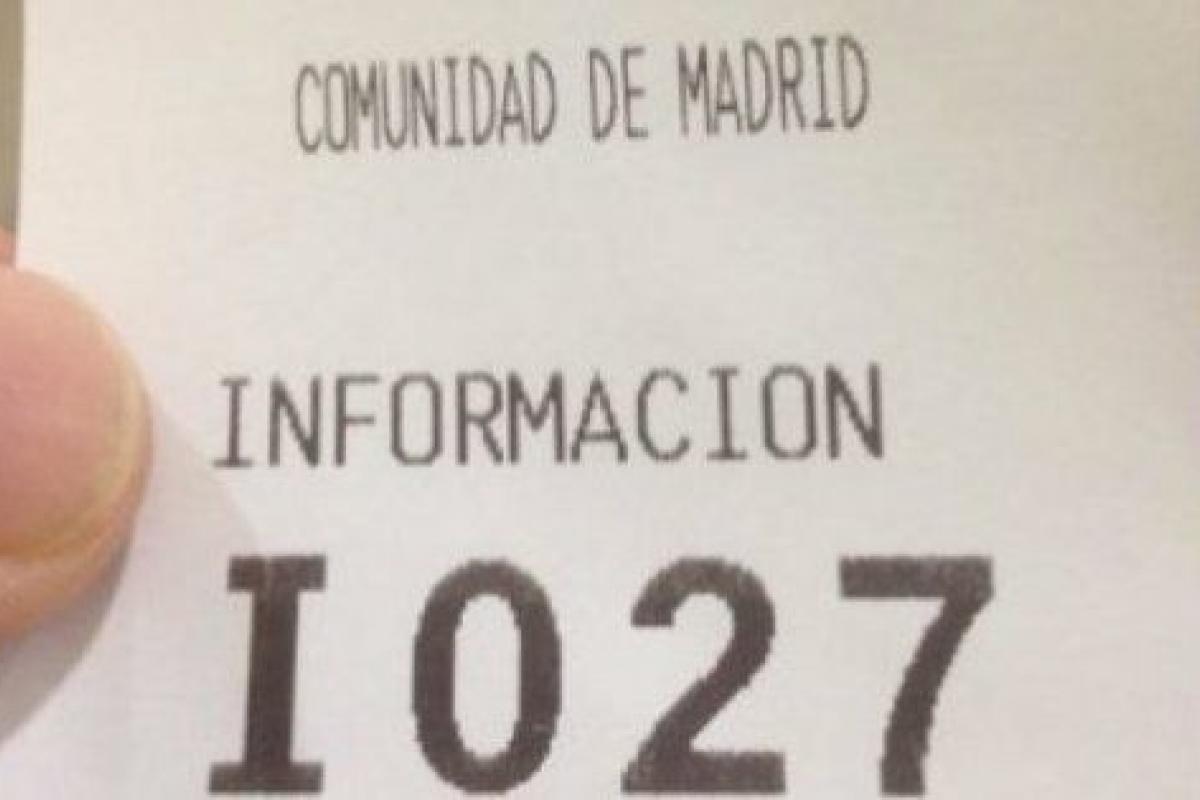 COMUNIDAD DE MADRID
INFORMACION
I027